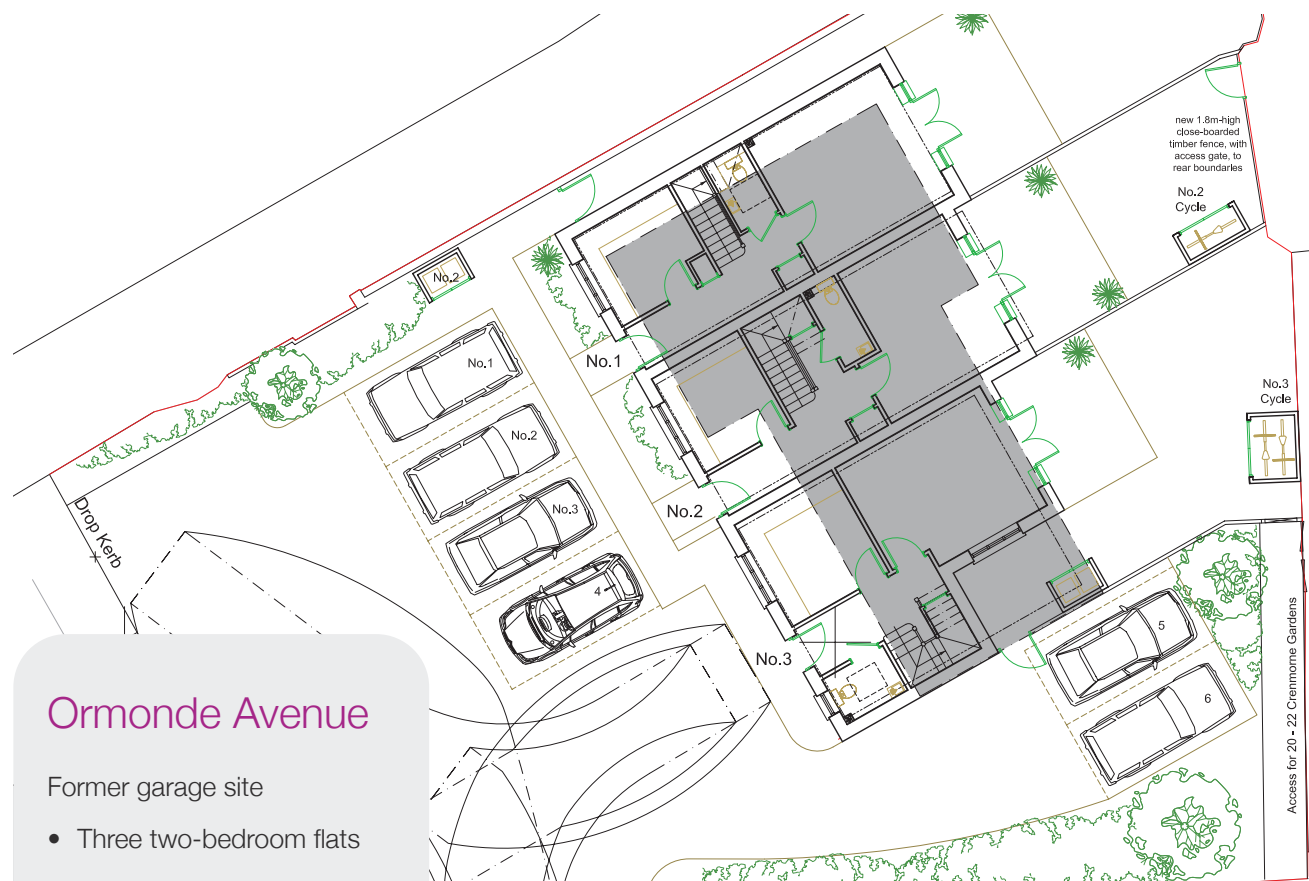 new 1.8m-high
close-boarded
timber fence, with
access gate, to
rear boundaries
No.2
Cycle
No.2
No.1
No.1
No.2
No.3
Cycle
No.3
No.2
Drop Kerb
4
No.3
5
6
Access for 20 - 22 Crenmorne Gardens
Ormonde Avenue
Former garage site
• Three two-bedroom flats